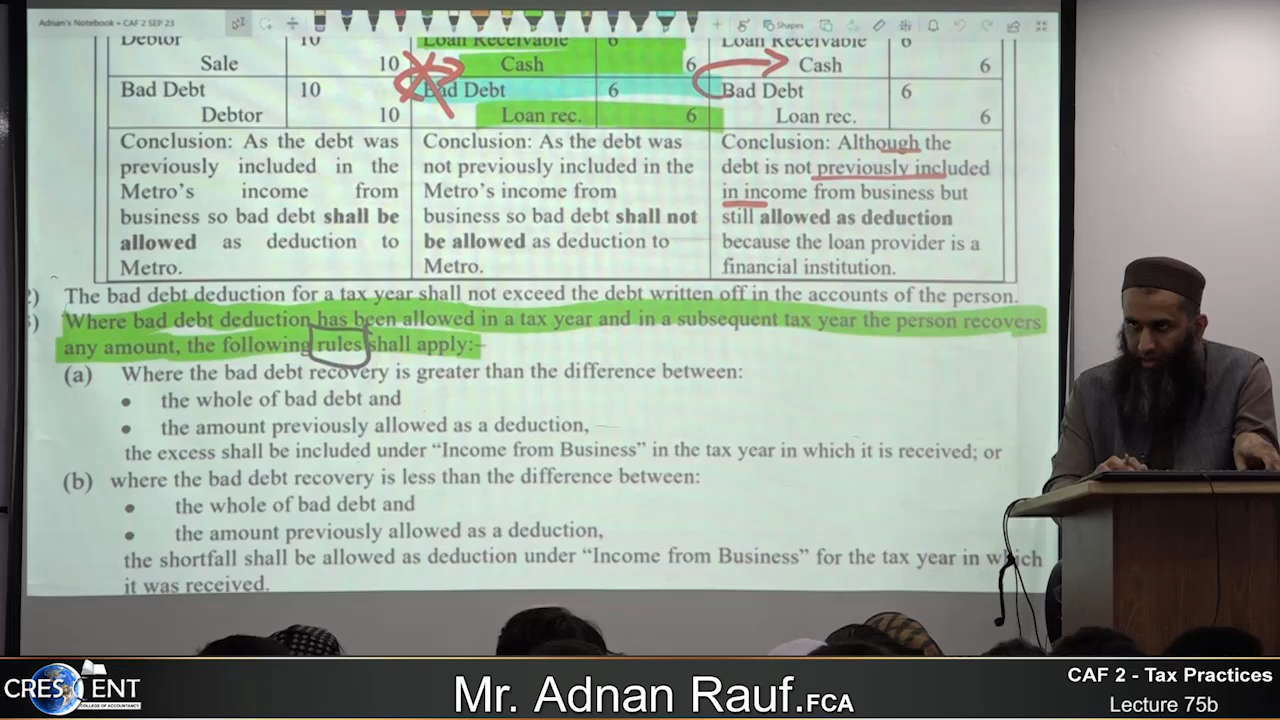 Adnan's Notebook » CAF 2 SEP 23
Shapes
Debtor 10 Loan Receivable 6 Loan Receivable 6
Sale 10 Cash 6 Cash 6
Bad Debt 10 Bad Debt 6 Bad Debt 6
Debtor 10 Loan rec. 6 Loan rec. 6
Conclusion: As the debt was
previously included in the
Metro's income from
business so bad debt shall be
allowed as deduction to
Metro.
Conclusion: As the debt was
not previously included in the
Metro's income from
business so bad debt shall not
be allowed as deduction to
Metro.
Conclusion: Although the
debt is not previously included
in income from business but
still allowed as deduction
because the loan provider is a
financial institution.
) The bad debt deduction for a tax year shall not exceed the debt written off in the accounts of the person.
) Where bad debt deduction has been allowed in a tax year and in a subsequent tax year the person recovers
any amount, the following rules shall apply:-
(a) Where the bad debt recovery is greater than the difference between:
• the whole of bad debt and
• the amount previously allowed as a deduction,
the excess shall be included under “Income from Business” in the tax year in which it is received; or
(b) where the bad debt recovery is less than the difference between:
• the whole of bad debt and
• the amount previously allowed as a deduction,
the shortfall shall be allowed as deduction under “Income from Business” for the tax year in which
it was received.
CRESCENT
COLLEGE OF ACCOUNTANCY
Mr. Adnan Rauf.FCA
CAF 2 - Tax Practices
Lecture 75b